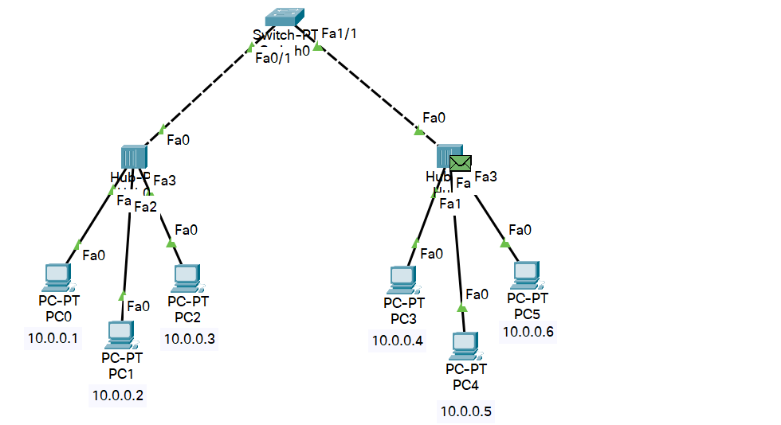 Switch-PT
Fa1/1
h0
Fa0/1
Fa0
Fa0
Fa3
Fa
Fa2
Hub
Fa
Fa3
Fa1
Fa0
Fa0
Fa0
Fa0
Fa0
Fa0
PC-PT
PC0
10.0.0.1
PC-PT
PC1
10.0.0.2
PC-PT
PC2
10.0.0.3
PC-PT
PC3
10.0.0.4
PC-PT
PC4
10.0.0.5
PC-PT
PC5
10.0.0.6